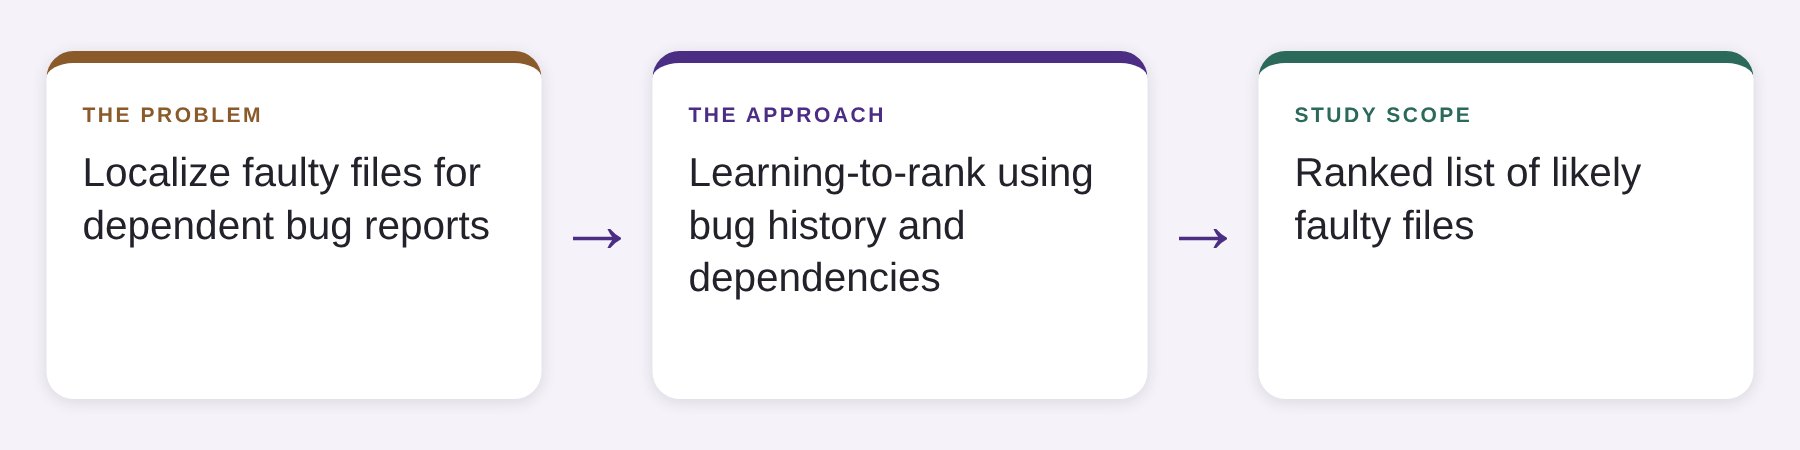 THE PROBLEM
Localize faulty files for
dependent bug reports
→
THE APPROACH
Learning-to-rank using
bug history and
dependencies
→
STUDY SCOPE
Ranked list of likely
faulty files